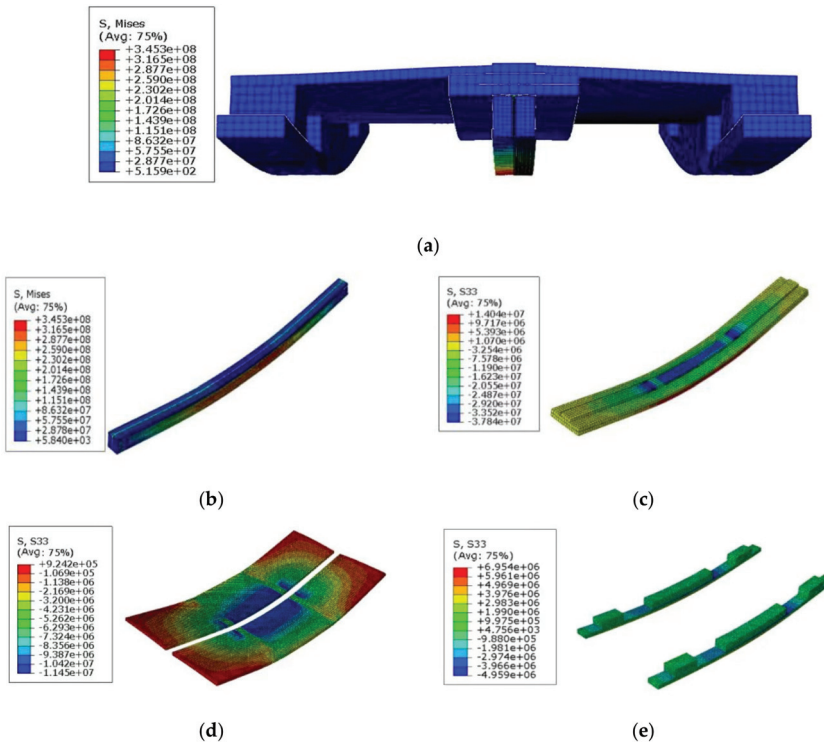 S, Mises
(Avg: 75%)
+3.453e+08
+3.165e+08
+2.877e+08
+2.590e+08
+2.302e+08
+2.014e+08
+1.726e+08
+1.439e+08
+1.151e+08
+8.632e+07
+5.755e+07
+2.877e+07
+5.159e+02
(a)
S, Mises
(Avg: 75%)
+3.453e+08
+3.165e+08
+2.877e+08
+2.590e+08
+2.302e+08
+2.014e+08
+1.726e+08
+1.439e+08
+1.151e+08
+8.632e+07
+5.755e+07
+2.878e+07
+5.840e+03
(b)
S, S33
(Avg: 75%)
+1.404e+07
+9.717e+06
+5.393e+06
+1.070e+06
-3.254e+06
-7.578e+06
-1.190e+07
-1.623e+07
-2.055e+07
-2.487e+07
-2.920e+07
-3.352e+07
-3.784e+07
(c)
S, S33
(Avg: 75%)
+9.242e+05
-1.069e+05
-1.138e+06
-2.169e+06
-3.200e+06
-4.231e+06
-5.262e+06
-6.293e+06
-7.324e+06
-8.356e+06
-9.387e+06
-1.042e+07
-1.145e+07
(d)
S, S33
(Avg: 75%)
+6.954e+06
+5.961e+06
+4.969e+06
+3.976e+06
+2.983e+06
+1.990e+06
+9.975e+05
+4.756e+03
-9.880e+05
-1.981e+06
-2.974e+06
-3.966e+06
-4.959e+06
(e)